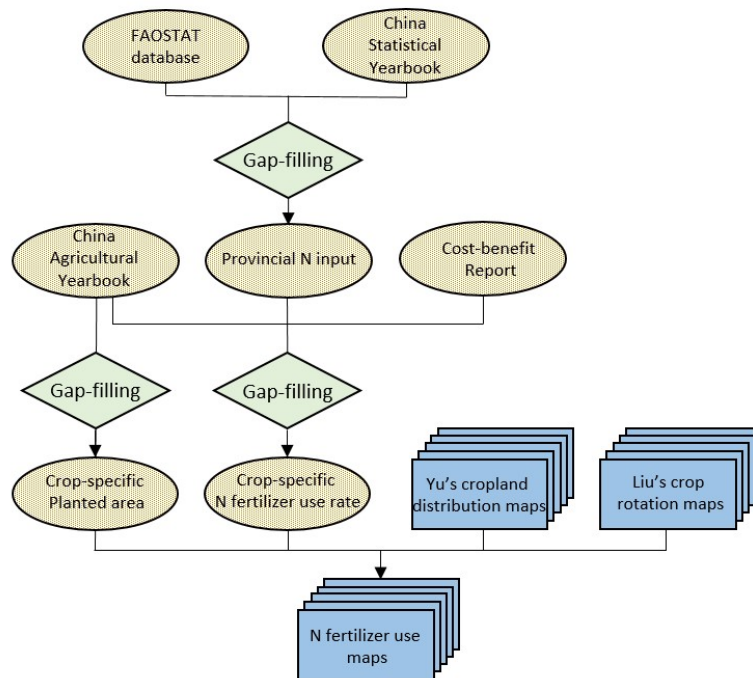 FAOSTAT
database
China
Statistical
Yearbook
Gap-filling
China
Agricultural
Yearbook
Provincial N input
Cost-benefit
Report
Gap-filling
Gap-filling
Crop-specific
Planted area
Crop-specific
N fertilizer use rate
Yu's cropland
distribution maps
Liu's crop
rotation maps
N fertilizer use
maps